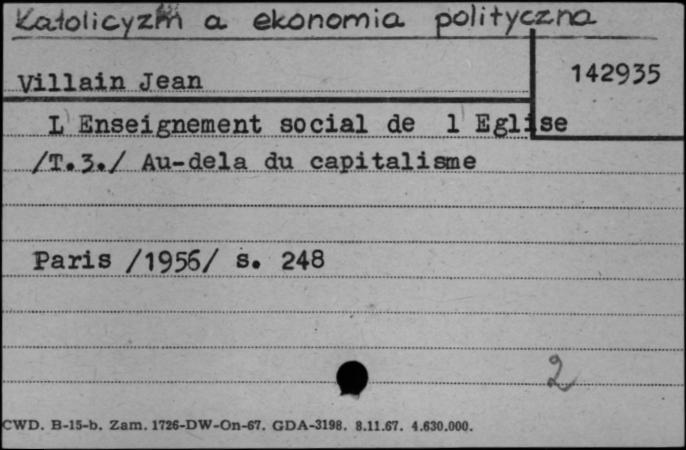 Katolicyzm a ekonomia polityczna
Villain Jean
142935
L'Enseignement social de l'Eglise
/T.3./ Au-dela du capitalisme
Paris /1956/ s. 248
2
CWD. B-15-b. Zam. 1726-DW-On-67. GDA-3198. 8.11.67. 4.630.000.